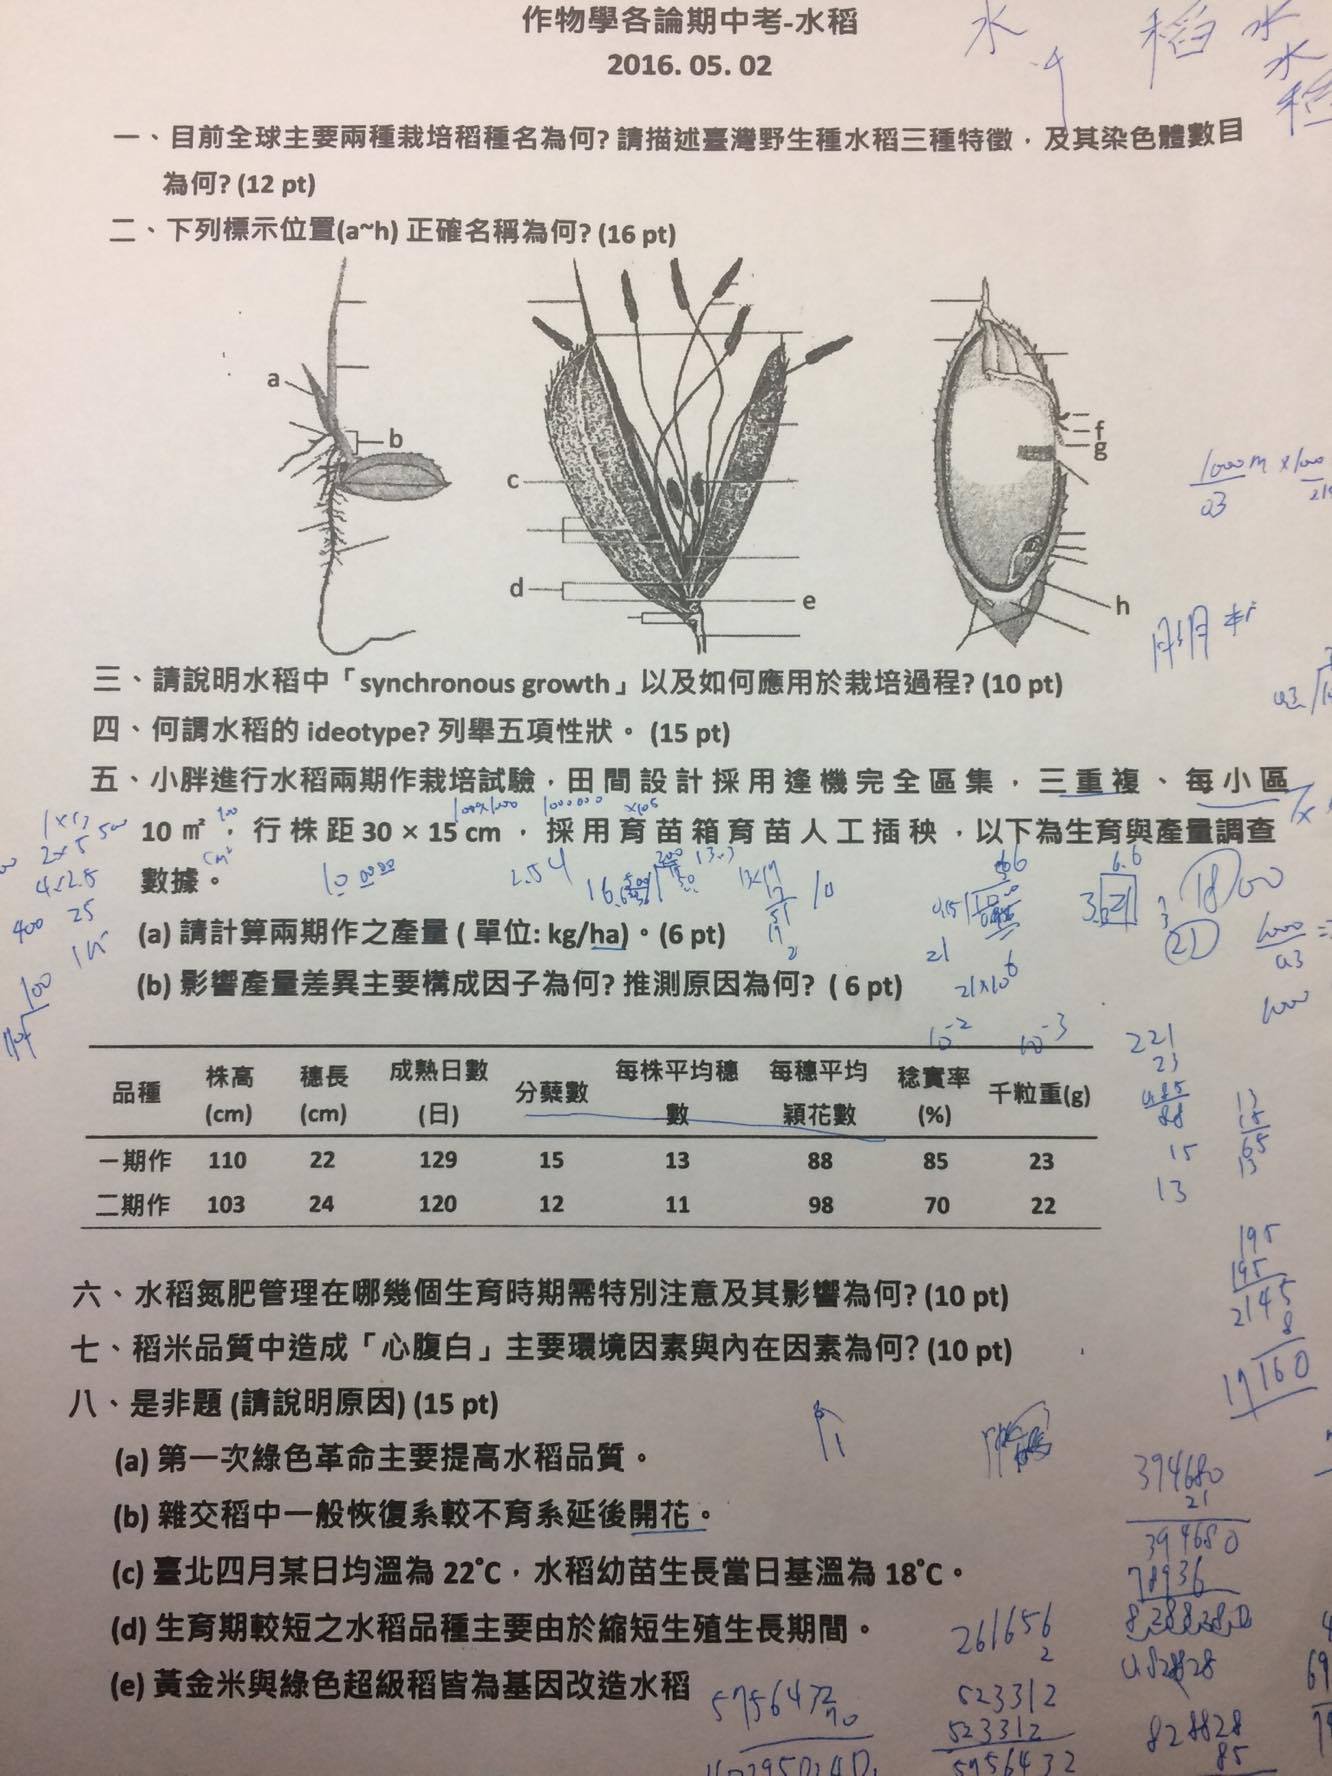 作物學各論期中考-水稻
2016. 05. 02
水 稻 水
水
一、目前全球主要兩種栽培稻種名為何? 請描述臺灣野生種水稻三種特徵，及其染色體數目
為何? (12 pt)
二、下列標示位置(a~h) 正確名稱為何? (16 pt)
a
b
c
d
e
f
g
h
三、請說明水稻中「synchronous growth」以及如何應用於栽培過程? (10 pt)
四、何謂水稻的 ideotype? 列舉五項性狀。 (15 pt)
五、小胖進行水稻兩期作栽培試驗，田間設計採用逢機完全區集，三重複、每小區
10 ㎡，行株距 30 × 15 cm，採用育苗箱育苗人工插秧，以下為生育與產量調查
數據。
(a) 請計算兩期作之產量 ( 單位: kg/ha)。(6 pt)
(b) 影響產量差異主要構成因子為何? 推測原因為何? ( 6 pt)
品種 株高 (cm) 穗長 (cm) 成熟日數 (日) 分蘗數 每株平均穗數 每穗平均穎花數 稔實率 (%) 千粒重(g)
一期作 110 22 129 15 13 88 85 23
二期作 103 24 120 12 11 98 70 22
221
23
15
13
195
195
2145
8
17160
六、水稻氮肥管理在哪幾個生育時期需特別注意及其影響為何? (10 pt)
七、稻米品質中造成「心腹白」主要環境因素與內在因素為何? (10 pt)
八、是非題 (請說明原因) (15 pt)
(a) 第一次綠色革命主要提高水稻品質。
(b) 雜交稻中一般恢復系較不育系延後開花。
(c) 臺北四月某日均溫為 22˚C，水稻幼苗生長當日基溫為 18˚C。
(d) 生育期較短之水稻品種主要由於縮短生殖生長期間。
(e) 黃金米與綠色超級稻皆為基因改造水稻
394680
21
394680
78936
261656
2
523312
523312
5756432
828828
85